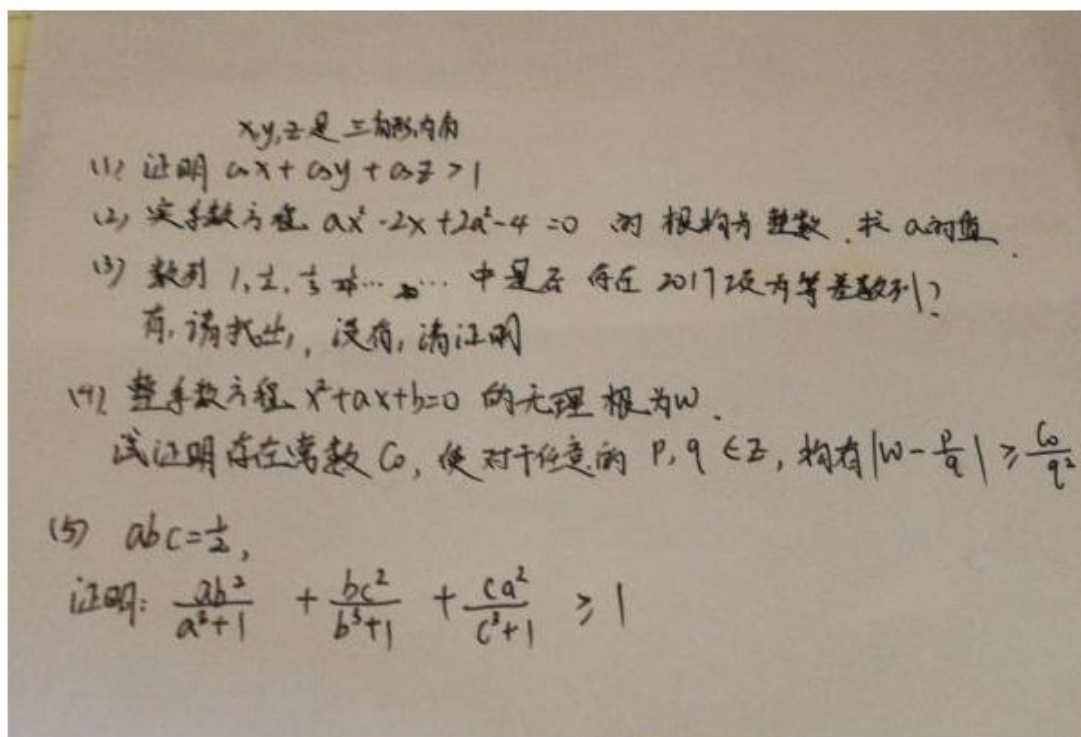 x,y,z是三角形内角
(1) 证明 cosx + cosy + cosz > 1
(2) 实系数方程 ax²-2x+2a²-4=0 的根均为整数.求a的值.
(3) 数列 1, 1/2, 1/3, 1/4 ... 中是否存在2017项为等差数列?
有,请找出,没有,请证明
(4) 整系数方程 x²+ax+b=0 的无理根为w.
试证明存在常数 C₀, 使对于任意的 p,q∈Z, 均有 |w - p/q| ≥ C₀/q²
(5) abc=1/2,
证明: ab²/(a³+1) + bc²/(b³+1) + ca²/(c³+1) ≥ 1